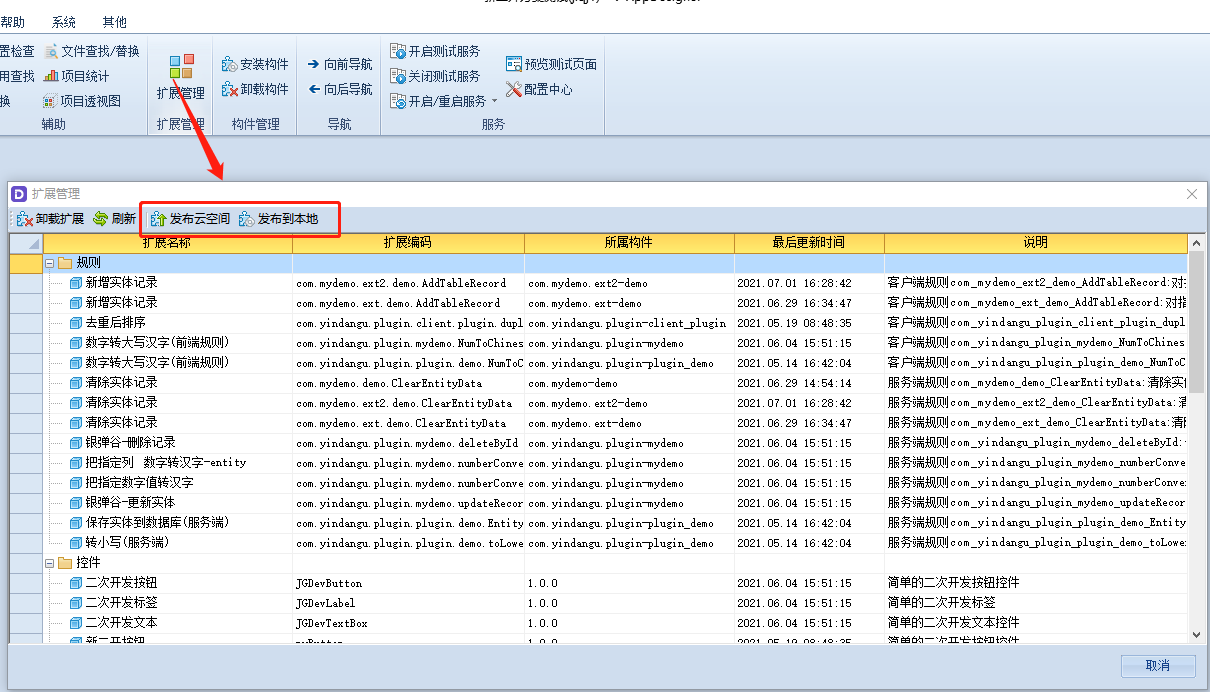 帮助 系统 其他
置检查 文件查找/替换
用查找 项目统计
换 项目透视图
辅助
扩展管理
扩展管理
安装构件
卸载构件
构件管理
向前导航
向后导航
导航
开启测试服务
关闭测试服务
开启/重启服务
预览测试页面
配置中心
服务
D 扩展管理
卸载扩展 刷新 发布云空间 发布到本地
扩展名称 扩展编码 所属构件 最后更新时间 说明
规则
新增实体记录 com.mydemo.ext2.demo.AddTableRecord com.mydemo.ext2-demo 2021.07.01 16:28:42 客户端规则com_mydemo_ext2_demo_AddTableRecord:对
新增实体记录 com.mydemo.ext.demo.AddTableRecord com.mydemo.ext-demo 2021.06.29 16:34:47 客户端规则com_mydemo_ext_demo_AddTableRecord:对指
去重后排序 com.yindangu.plugin.client.plugin.dupl com.yindangu.plugin-client_plugin 2021.05.19 08:48:35 客户端规则com_yindangu_plugin_client_plugin_dupl
数字转大写汉字(前端规则) com.yindangu.plugin.mydemo.NumToChines com.yindangu.plugin-mydemo 2021.06.04 15:51:15 客户端规则com_yindangu_plugin_mydemo_NumToChines
数字转大写汉字(前端规则) com.yindangu.plugin.plugin.demo.NumToC com.yindangu.plugin-plugin_demo 2021.05.14 16:42:04 客户端规则com_yindangu_plugin_plugin_demo_NumToC
清除实体记录 com.mydemo.demo.ClearEntityData com.mydemo-demo 2021.06.29 14:54:14 服务端规则com_mydemo_demo_ClearEntityData:清除实
清除实体记录 com.mydemo.ext2.demo.ClearEntityData com.mydemo.ext2-demo 2021.07.01 16:28:42 服务端规则com_mydemo_ext2_demo_ClearEntityData:清
清除实体记录 com.mydemo.ext.demo.ClearEntityData com.mydemo.ext-demo 2021.06.29 16:34:47 服务端规则com_mydemo_ext_demo_ClearEntityData:清
银弹谷-删除记录 com.yindangu.plugin.mydemo.deleteById com.yindangu.plugin-mydemo 2021.06.04 15:51:15 服务端规则com_yindangu_plugin_mydemo_deleteById:
把指定列 数字转汉字-entity com.yindangu.plugin.mydemo.numberConve com.yindangu.plugin-mydemo 2021.06.04 15:51:15 服务端规则com_yindangu_plugin_mydemo_numberConve
把指定数字值转汉字 com.yindangu.plugin.mydemo.numberConve com.yindangu.plugin-mydemo 2021.06.04 15:51:15 服务端规则com_yindangu_plugin_mydemo_numberConve
银弹谷-更新实体 com.yindangu.plugin.mydemo.updateRecor com.yindangu.plugin-mydemo 2021.06.04 15:51:15 服务端规则com_yindangu_plugin_mydemo_updateRecor
保存实体到数据库(服务端) com.yindangu.plugin.plugin.demo.Entity com.yindangu.plugin-plugin_demo 2021.05.14 16:42:04 服务端规则com_yindangu_plugin_plugin_demo_Entity
转小写(服务端) com.yindangu.plugin.plugin.demo.toLowe com.yindangu.plugin-plugin_demo 2021.05.14 16:42:04 服务端规则com_yindangu_plugin_plugin_demo_toLowe
控件
二次开发按钮 JGDevButton 1.0.0 2021.06.04 15:51:15 简单的二次开发按钮控件
二次开发标签 JGDevLabel 1.0.0 2021.06.04 15:51:15 简单的二次开发标签
二次开发文本 JGDevTextBox 1.0.0 2021.06.04 15:51:15 简单的二次开发文本控件
新二开按钮 1.0.0 2021.05.19 08:48:35 简单的二次开发按钮控件
取消